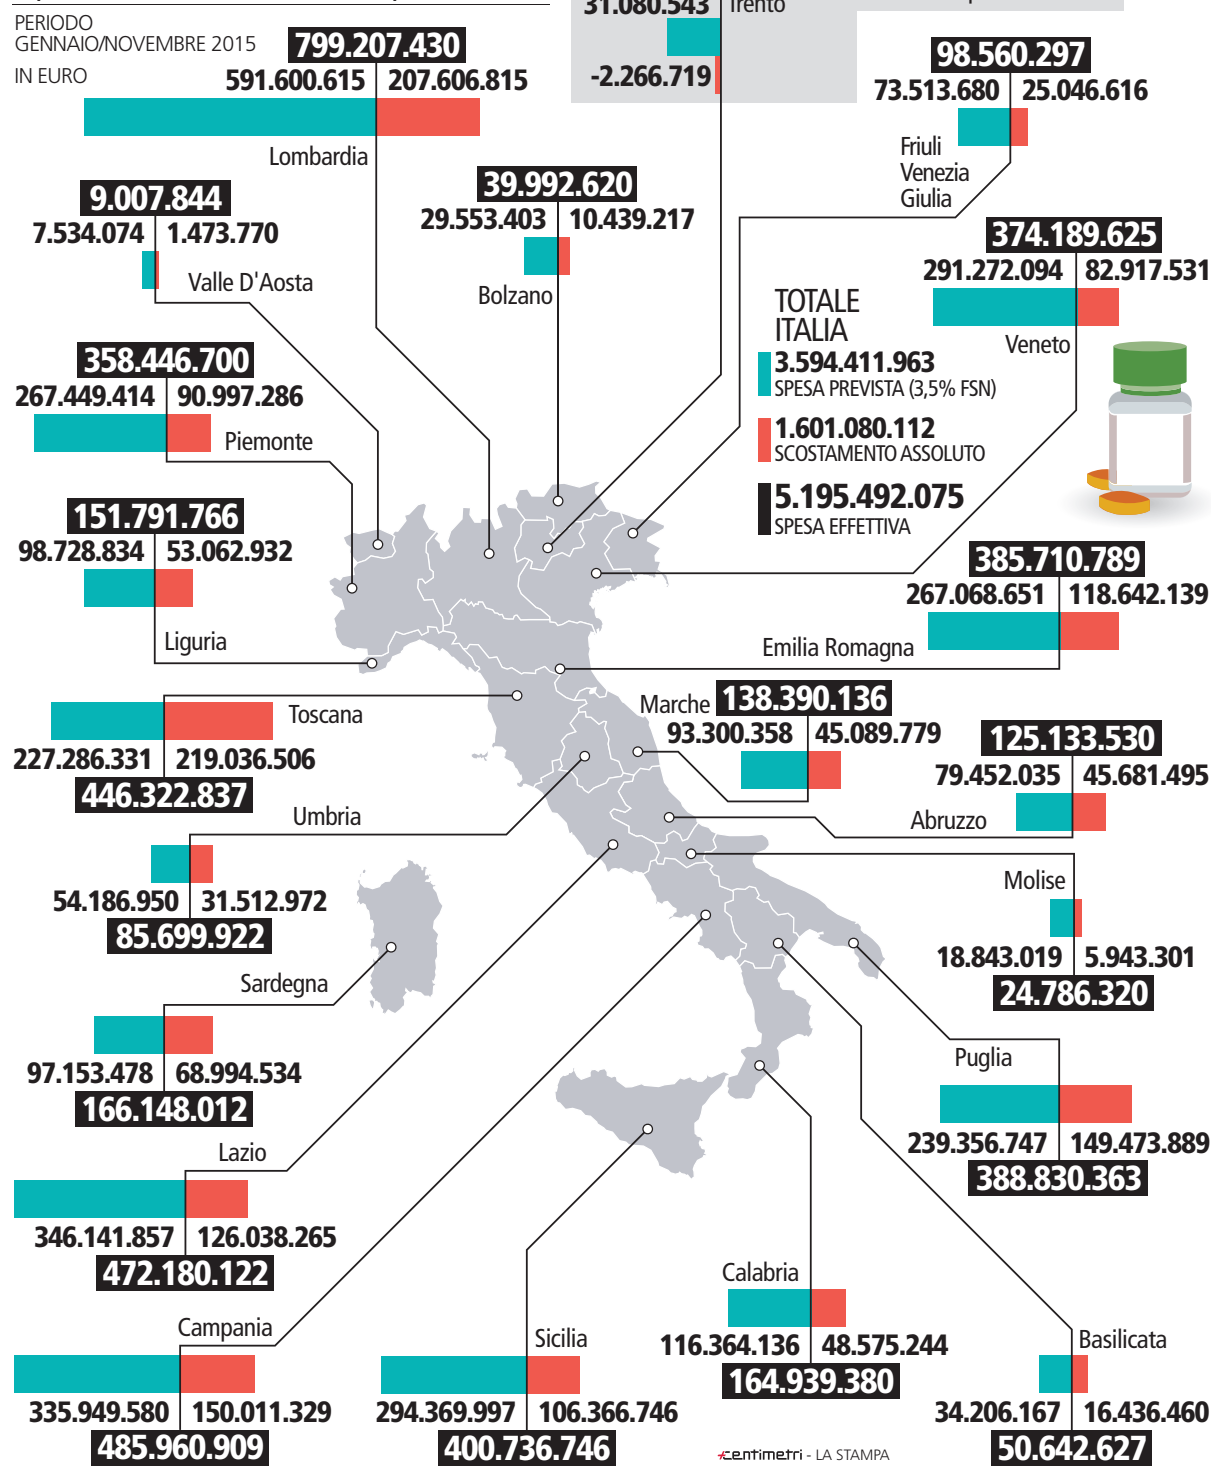 PERIODO
GENNAIO/NOVEMBRE 2015
IN EURO
799.207.430
591.600.615 207.606.815
Lombardia
31.080.543 Trento
-2.266.719
98.560.297
73.513.680 25.046.616
Friuli
Venezia
Giulia
9.007.844
7.534.074 1.473.770
Valle D'Aosta
39.992.620
29.553.403 10.439.217
Bolzano
374.189.625
291.272.094 82.917.531
Veneto
TOTALE
ITALIA
3.594.411.963
SPESA PREVISTA (3,5% FSN)
1.601.080.112
SCOSTAMENTO ASSOLUTO
5.195.492.075
SPESA EFFETTIVA
358.446.700
267.449.414 90.997.286
Piemonte
151.791.766
98.728.834 53.062.932
Liguria
385.710.789
267.068.651 118.642.139
Emilia Romagna
Toscana
227.286.331 219.036.506
446.322.837
Marche 138.390.136
93.300.358 45.089.779
125.133.530
79.452.035 45.681.495
Abruzzo
Umbria
54.186.950 31.512.972
85.699.922
Molise
18.843.019 5.943.301
24.786.320
Sardegna
97.153.478 68.994.534
166.148.012
Puglia
239.356.747 149.473.889
388.830.363
Lazio
346.141.857 126.038.265
472.180.122
Campania
335.949.580 150.011.329
485.960.909
Sicilia
294.369.997 106.366.746
400.736.746
Calabria
116.364.136 48.575.244
164.939.380
Basilicata
34.206.167 16.436.460
50.642.627
centimetri - LA STAMPA